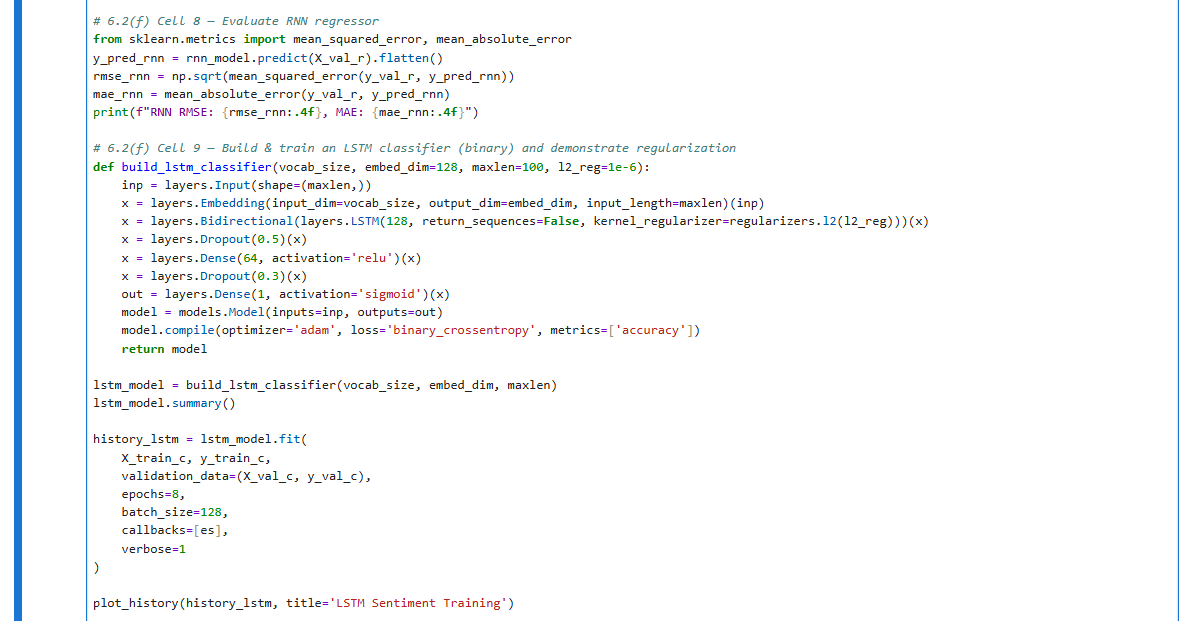 # 6.2(f) Cell 8 — Evaluate RNN regressor
from sklearn.metrics import mean_squared_error, mean_absolute_error
y_pred_rnn = rnn_model.predict(X_val_r).flatten()
rmse_rnn = np.sqrt(mean_squared_error(y_val_r, y_pred_rnn))
mae_rnn = mean_absolute_error(y_val_r, y_pred_rnn)
print(f"RNN RMSE: {rmse_rnn:.4f}, MAE: {mae_rnn:.4f}")

# 6.2(f) Cell 9 — Build & train an LSTM classifier (binary) and demonstrate regularization
def build_lstm_classifier(vocab_size, embed_dim=128, maxlen=100, l2_reg=1e-6):
    inp = layers.Input(shape=(maxlen,))
    x = layers.Embedding(input_dim=vocab_size, output_dim=embed_dim, input_length=maxlen)(inp)
    x = layers.Bidirectional(layers.LSTM(128, return_sequences=False, kernel_regularizer=regularizers.l2(l2_reg)))(x)
    x = layers.Dropout(0.5)(x)
    x = layers.Dense(64, activation='relu')(x)
    x = layers.Dropout(0.3)(x)
    out = layers.Dense(1, activation='sigmoid')(x)
    model = models.Model(inputs=inp, outputs=out)
    model.compile(optimizer='adam', loss='binary_crossentropy', metrics=['accuracy'])
    return model

lstm_model = build_lstm_classifier(vocab_size, embed_dim, maxlen)
lstm_model.summary()

history_lstm = lstm_model.fit(
    X_train_c, y_train_c,
    validation_data=(X_val_c, y_val_c),
    epochs=8,
    batch_size=128,
    callbacks=[es],
    verbose=1
)

plot_history(history_lstm, title='LSTM Sentiment Training')